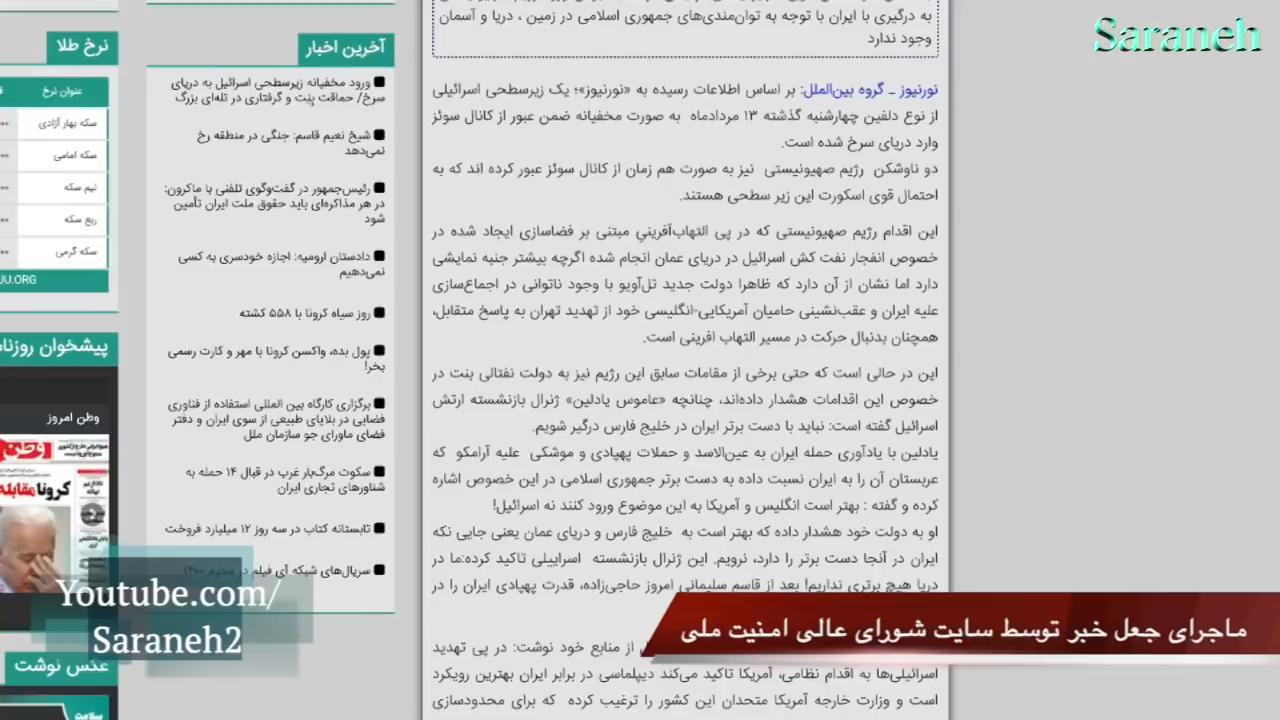 Saraneh
به درگیری با ایران با توجه به توان‌مندی‌های جمهوری اسلامی در زمین ، دریا و آسمان
وجود ندارد
نورنیوز ـ گروه بین‌الملل: بر اساس اطلاعات رسیده به «نورنیوز»؛ یک زیرسطحی اسرائیلی
از نوع دلفین چهارشنبه گذشته ۱۳ مردادماه به صورت مخفیانه ضمن عبور از کانال سوئز
وارد دریای سرخ شده است.
دو ناوشکن رژیم صهیونیستی نیز به صورت هم زمان از کانال سوئز عبور کرده اند که به
احتمال قوی اسکورت این زیر سطحی هستند.
این اقدام رژیم صهیونیستی که در پی التهاب‌آفرینیِ مبتنی بر فضاسازی ایجاد شده در
خصوص انفجار نفت کش اسرائیل در دریای عمان انجام شده اگرچه بیشتر جنبه نمایشی
دارد اما نشان از آن دارد که ظاهرا دولت جدید تل‌آویو با وجود ناتوانی در اجماع‌سازی
علیه ایران و عقب‌نشینی حامیان آمریکایی-انگلیسی خود از تهدید تهران به پاسخ متقابل،
همچنان بدنبال حرکت در مسیر التهاب افرینی است.
این در حالی است که حتی برخی از مقامات سابق این رژیم نیز به دولت نفتالی بنت در
خصوص این اقدامات هشدار داده‌اند، چنانچه «عاموس یادلین» ژنرال بازنشسته ارتش
اسرائیل گفته است: نباید با دست برتر ایران در خلیج فارس درگیر شویم.
یادلین با یادآوری حمله ایران به عین‌الاسد و حملات پهپادی و موشکی علیه آرامکو که
عربستان آن را به ایران نسبت داده به دست برتر جمهوری اسلامی در این خصوص اشاره
کرده و گفته : بهتر است انگلیس و آمریکا به این موضوع ورود کنند نه اسرائیل!
او به دولت خود هشدار داده که بهتر است به خلیج فارس و دریای عمان یعنی جایی نکه
ایران در آنجا دست برتر را دارد، نرویم. این ژنرال بازنشسته اسراییلی تاکید کرده:ما در
دریا هیچ برتری نداریم! بعد از قاسم سلیمانی امروز حاجی‌زاده، قدرت پهپادی ایران را در
از منابع خود نوشت: در پی تهدید
اسرائیلی‌ها به اقدام نظامی، آمریکا تاکید می‌کند دیپلماسی در برابر ایران بهترین رویکرد
است و وزارت خارجه آمریکا متحدان این کشور را ترغیب کرده که برای محدودسازی
آخرین اخبار
ورود مخفیانه زیرسطحی اسرائیل به دریای
سرخ/ حماقت بِنِت و گرفتاری در تله‌ای بزرگ
شیخ نعیم قاسم: جنگی در منطقه رخ
نمی‌دهد
رئیس‌جمهور در گفت‌وگوی تلفنی با ماکرون:
در هر مذاکره‌ای باید حقوق ملت ایران تأمین
شود
دادستان ارومیه: اجازه خودسری به کسی
نمی‌دهیم
روز سیاه کرونا با ۵۵۸ کشته
پول بده، واکسن کرونا با مهر و کارت رسمی
بخر!
برگزاری کارگاه بین المللی استفاده از فناوری
فضایی در بلایای طبیعی از سوی ایران و دفتر
فضای ماورای جو سازمان ملل
سکوت مرگ‌بار غرب در قبال ۱۴ حمله به
شناورهای تجاری ایران
تابستانه کتاب در سه روز ۱۲ میلیارد فروخت
سریال‌های شبکه آی فیلم در محرم ۱۴۰۰
نرخ طلا
عنوان نرخ
سکه بهار آزادی
سکه امامی
نیم سکه
ربع سکه
سکه گرمی
JU.ORG
پیشخوان روزنا
وطن امروز
وطن
کرونا مقابله
عکس نوشت
سلامت
Youtube.com/
Saraneh2
ماجرای جعل خبر توسط سایت شورای عالی امنیت ملی